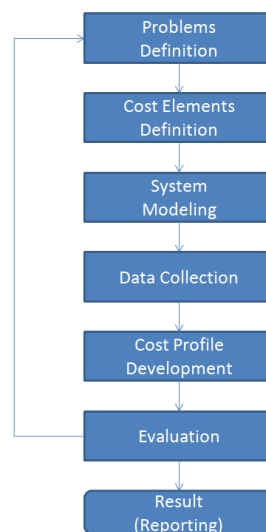 Problems
Definition
Cost Elements
Definition
System
Modeling
Data Collection
Cost Profile
Development
Evaluation
Result
(Reporting)